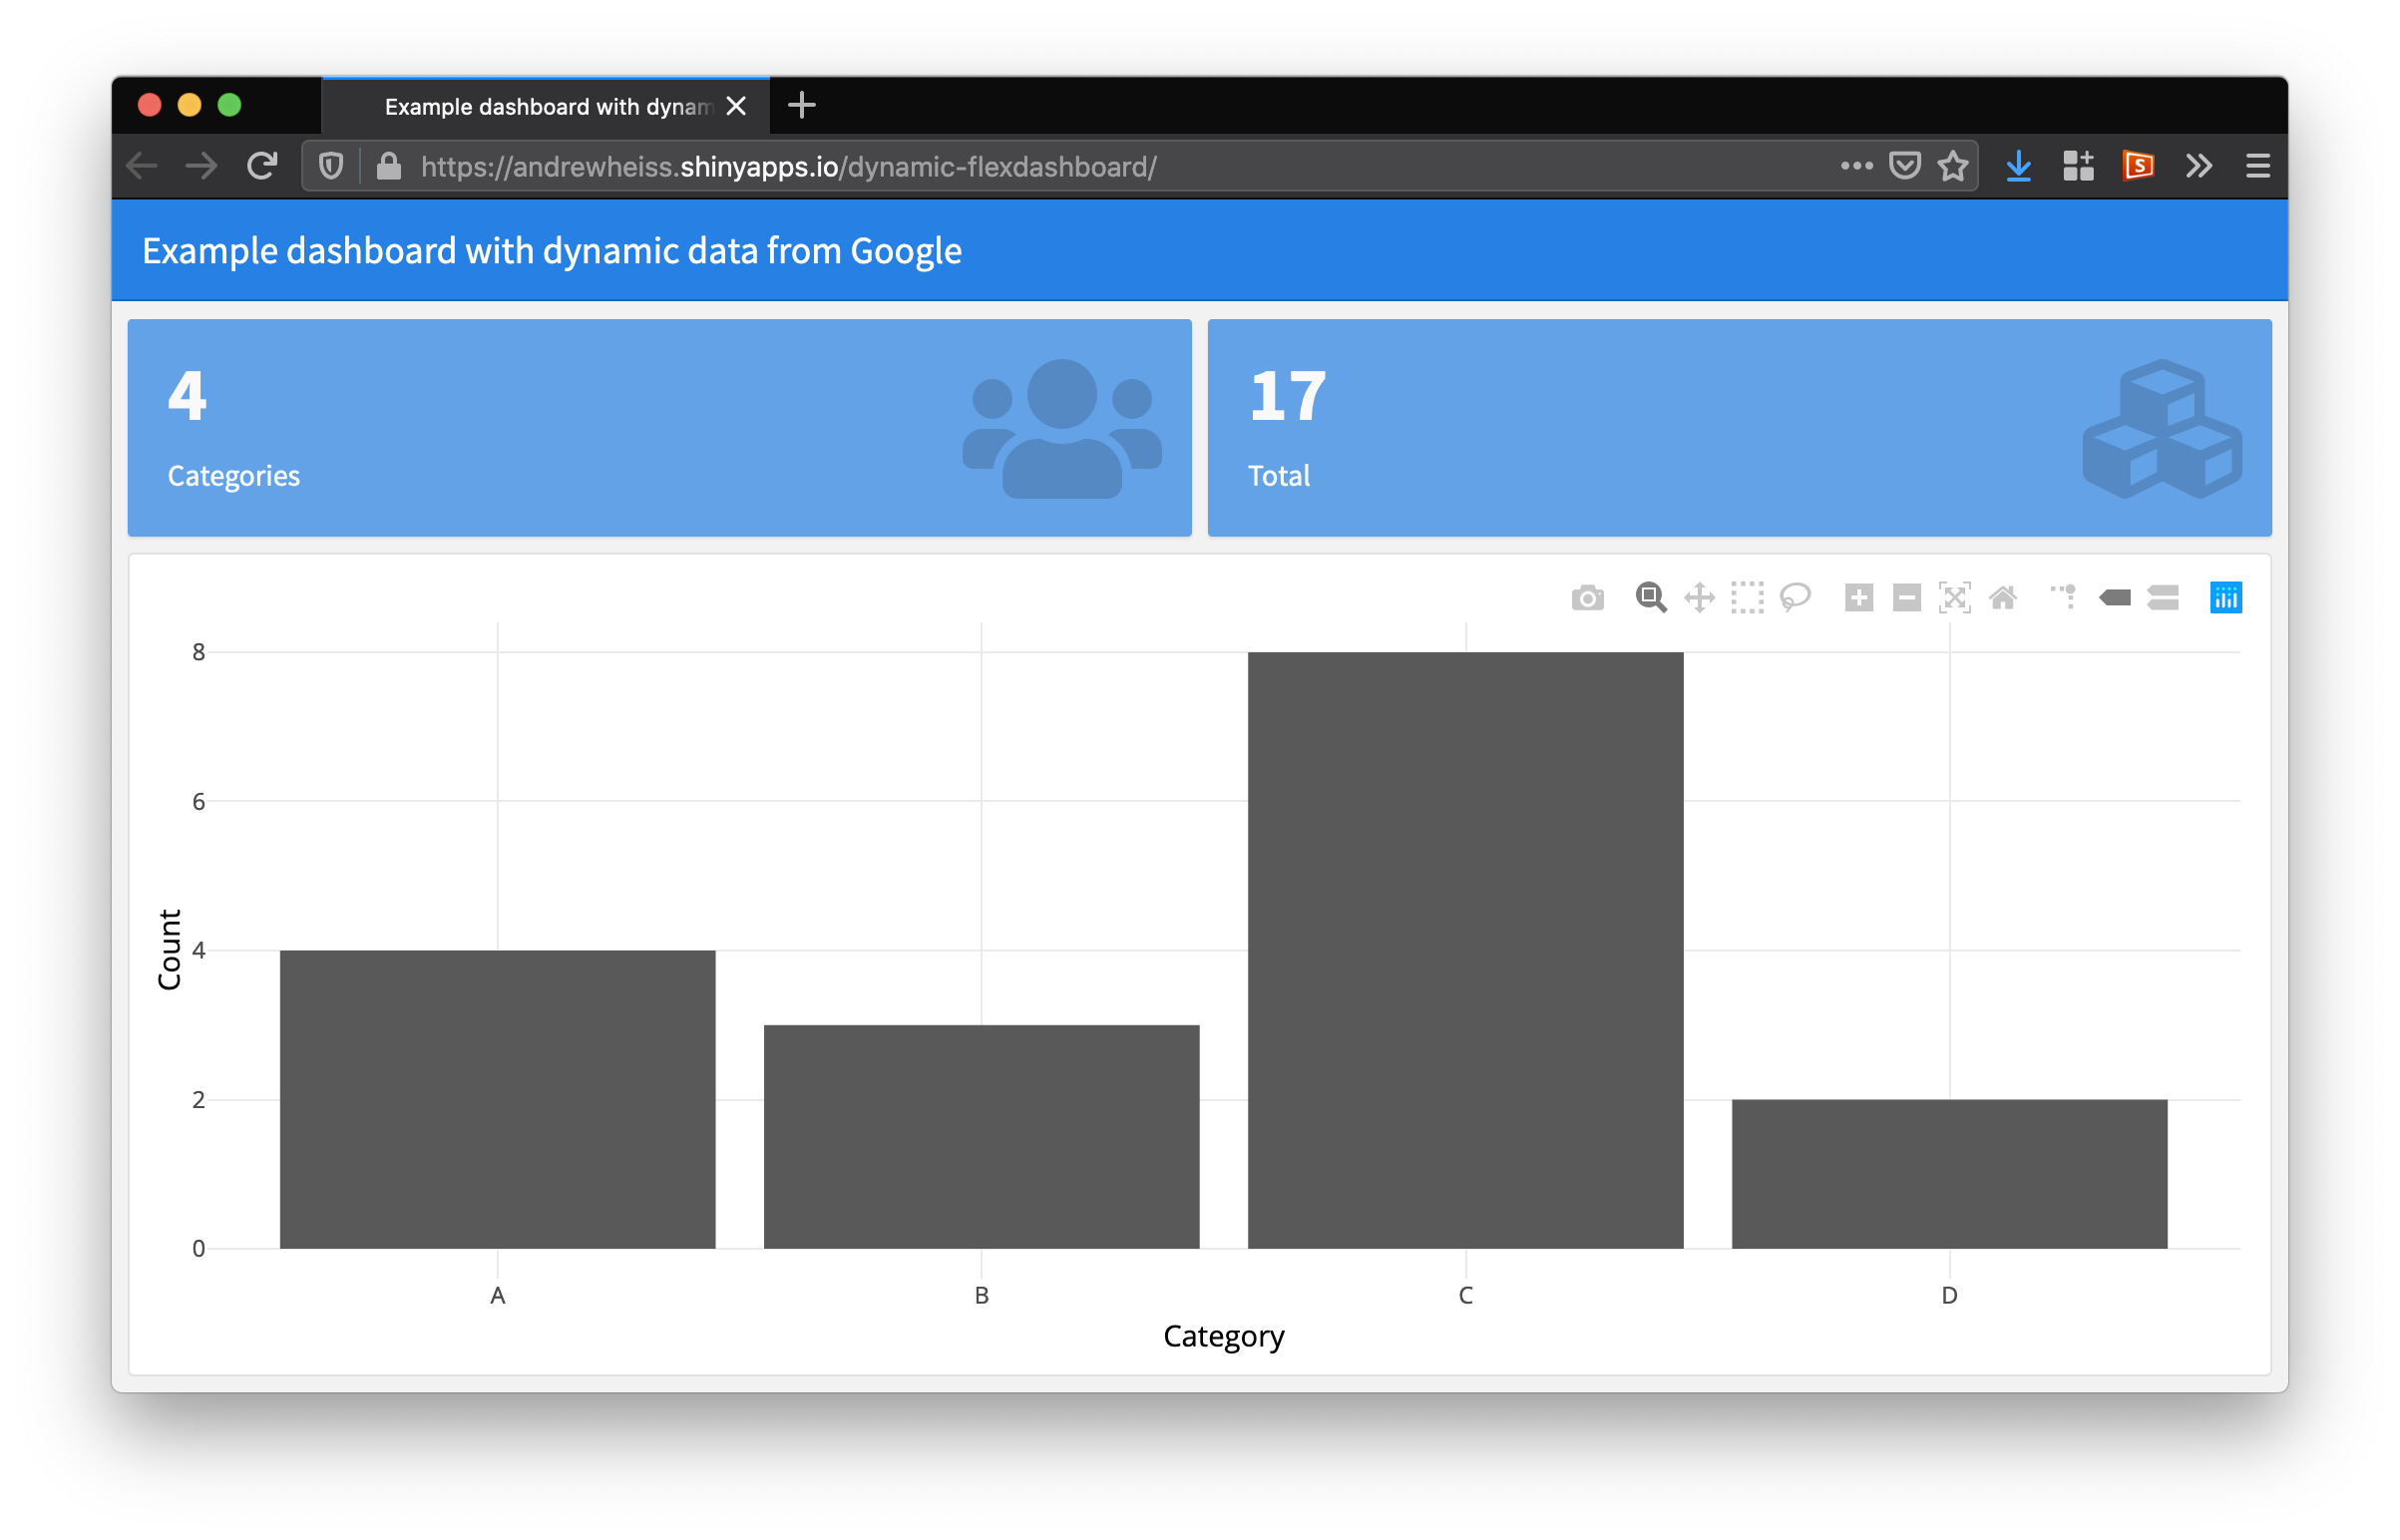 Example dashboard with dynam
https://andrewheiss.shinyapps.io/dynamic-flexdashboard/
S
Example dashboard with dynamic data from Google
4
Categories
17
Total
8
6
4
2
0
Count
A
B
C
D
Category